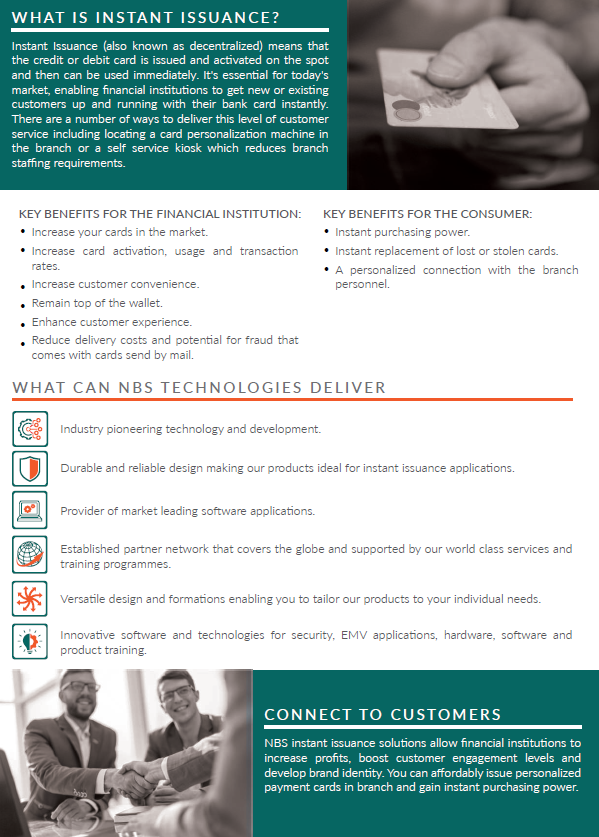 WHAT IS INSTANT ISSUANCE?
Instant Issuance (also known as decentralized) means that
the credit or debit card is issued and activated on the spot
and then can be used immediately. It's essential for today's
market, enabling financial institutions to get new or existing
customers up and running with their bank card instantly.
There are a number of ways to deliver this level of customer
service including locating a card personalization machine in
the branch or a self service kiosk which reduces branch
staffing requirements.
KEY BENEFITS FOR THE FINANCIAL INSTITUTION:
• Increase your cards in the market.
• Increase card activation, usage and transaction
rates.
• Increase customer convenience.
• Remain top of the wallet.
• Enhance customer experience.
• Reduce delivery costs and potential for fraud that
comes with cards send by mail.
KEY BENEFITS FOR THE CONSUMER:
• Instant purchasing power.
• Instant replacement of lost or stolen cards.
• A personalized connection with the branch
personnel.
WHAT CAN NBS TECHNOLOGIES DELIVER
Industry pioneering technology and development.
Durable and reliable design making our products ideal for instant issuance applications.
Provider of market leading software applications.
Established partner network that covers the globe and supported by our world class services and
training programmes.
Versatile design and formations enabling you to tailor our products to your individual needs.
Innovative software and technologies for security, EMV applications, hardware, software and
product training.
CONNECT TO CUSTOMERS
NBS instant issuance solutions allow financial institutions to
increase profits, boost customer engagement levels and
develop brand identity. You can affordably issue personalized
payment cards in branch and gain instant purchasing power.